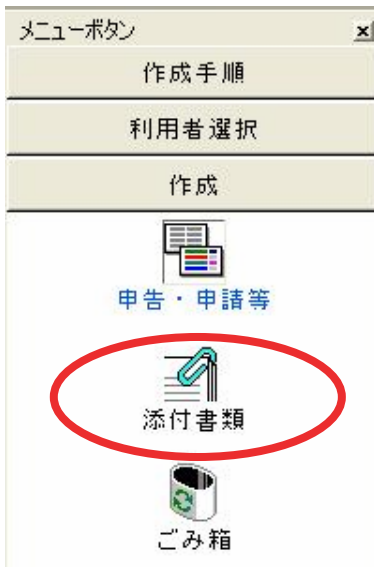 メニューボタン
作成手順
利用者選択
作成
申告・申請等
添付書類
ごみ箱